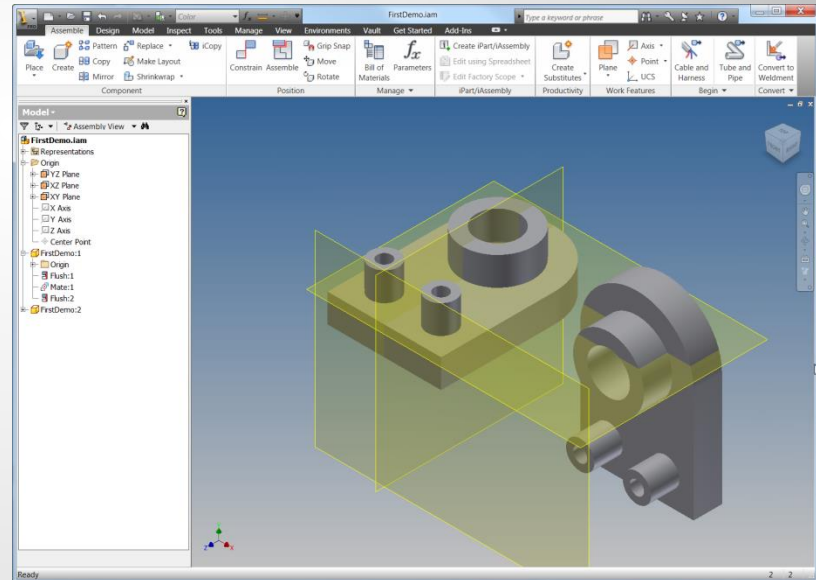 Color
FirstDemo.iam
Type a keyword or phrase
Assemble Design Model Inspect Tools Manage View Environments Vault Get Started Add-Ins
Place
Create
Pattern
Copy
Mirror
Replace
Make Layout
Shrinkwrap
iCopy
Component
Constrain
Assemble
Grip Snap
Move
Rotate
Position
Bill of
Materials
fx
Parameters
Manage
Create iPart/iAssembly
Edit using Spreadsheet
Edit Factory Scope
iPart/iAssembly
Create
Substitutes
Productivity
Plane
Axis
Point
UCS
Work Features
Cable and
Harness
Tube and
Pipe
Begin
Convert to
Weldment
Convert
Model
Assembly View
FirstDemo.iam
Representations
Origin
YZ Plane
XZ Plane
XY Plane
X Axis
Y Axis
Z Axis
Center Point
FirstDemo:1
Origin
Flush:1
Mate:1
Flush:2
FirstDemo:2
Z
X
Ready
2 2